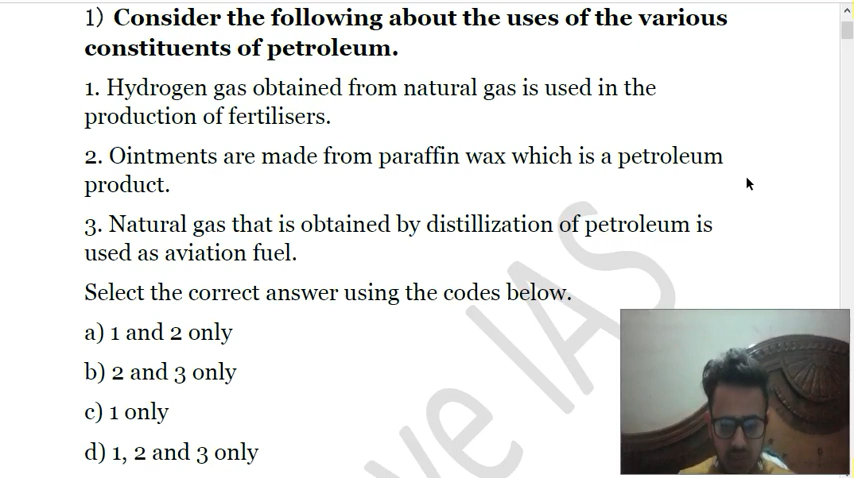 1) Consider the following about the uses of the various
constituents of petroleum.
1. Hydrogen gas obtained from natural gas is used in the
production of fertilisers.
2. Ointments are made from paraffin wax which is a petroleum
product.
3. Natural gas that is obtained by distillization of petroleum is
used as aviation fuel.
Select the correct answer using the codes below.
a) 1 and 2 only
b) 2 and 3 only
c) 1 only
d) 1, 2 and 3 only
ve IAS